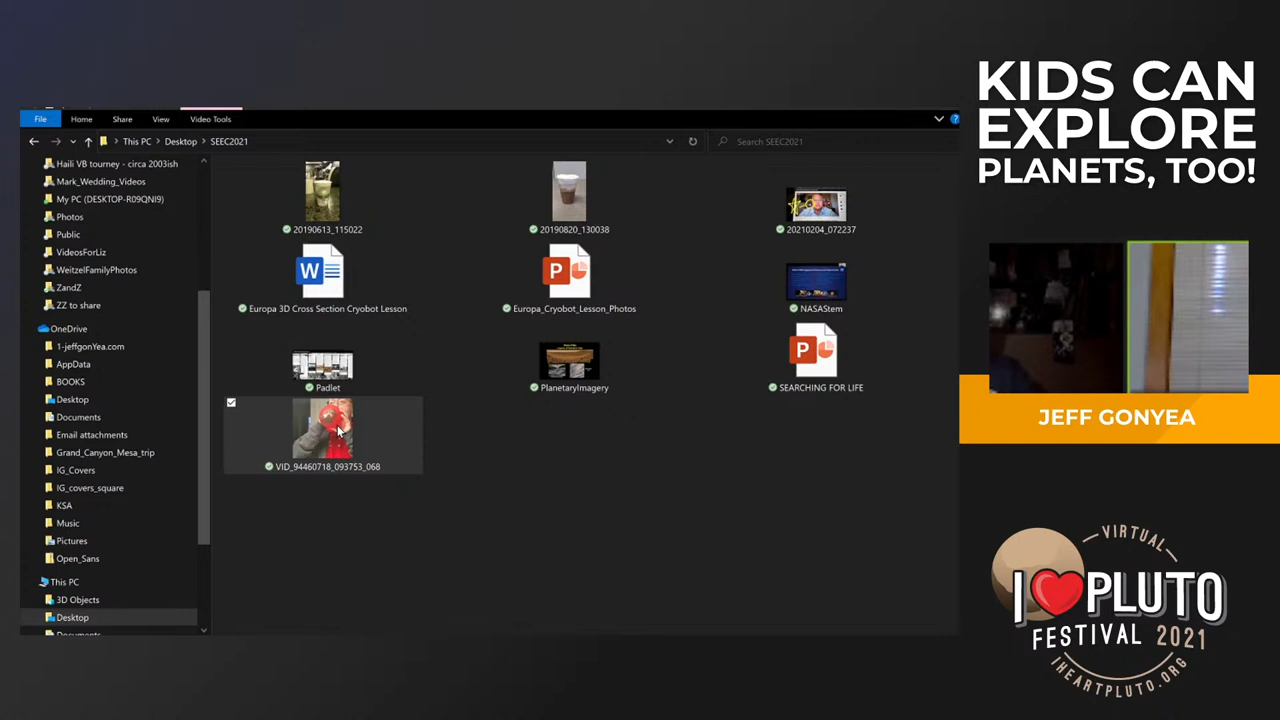 File
Home
Share
View
Video Tools
This PC
Desktop
SEEC2021
Search SEEC2021
Haili VB tourney - circa 2003ish
Mark_Wedding_Videos
My PC (DESKTOP-R09QNI9)
Photos
Public
VideosForLiz
WeitzelFamilyPhotos
ZandZ
ZZ to share
OneDrive
1-jeffgonYea.com
AppData
BOOKS
Desktop
Documents
Email attachments
Grand_Canyon_Mesa_trip
IG_Covers
IG_covers_square
KSA
Music
Pictures
Open_Sans
This PC
3D Objects
Desktop
Documents
20190613_115022
20190820_130038
20210204_072237
W
Europa 3D Cross Section Cryobot Lesson
P
Europa_Cryobot_Lesson_Photos
NASAStem
Padlet
PlanetaryImagery
P
SEARCHING FOR LIFE
VID_94460718_093753_068
KIDS CAN
EXPLORE
PLANETS, TOO!
JEFF GONYEA
VIRTUAL
I PLUTO
FESTIVAL 2021
IHEARTPLUTO.ORG